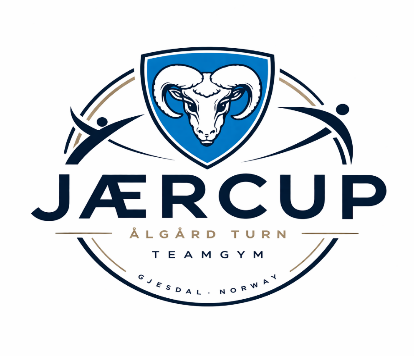 JÆRCUP
ÅLGÅRD TURN
TEAMGYM
GJESDAL · NORWAY